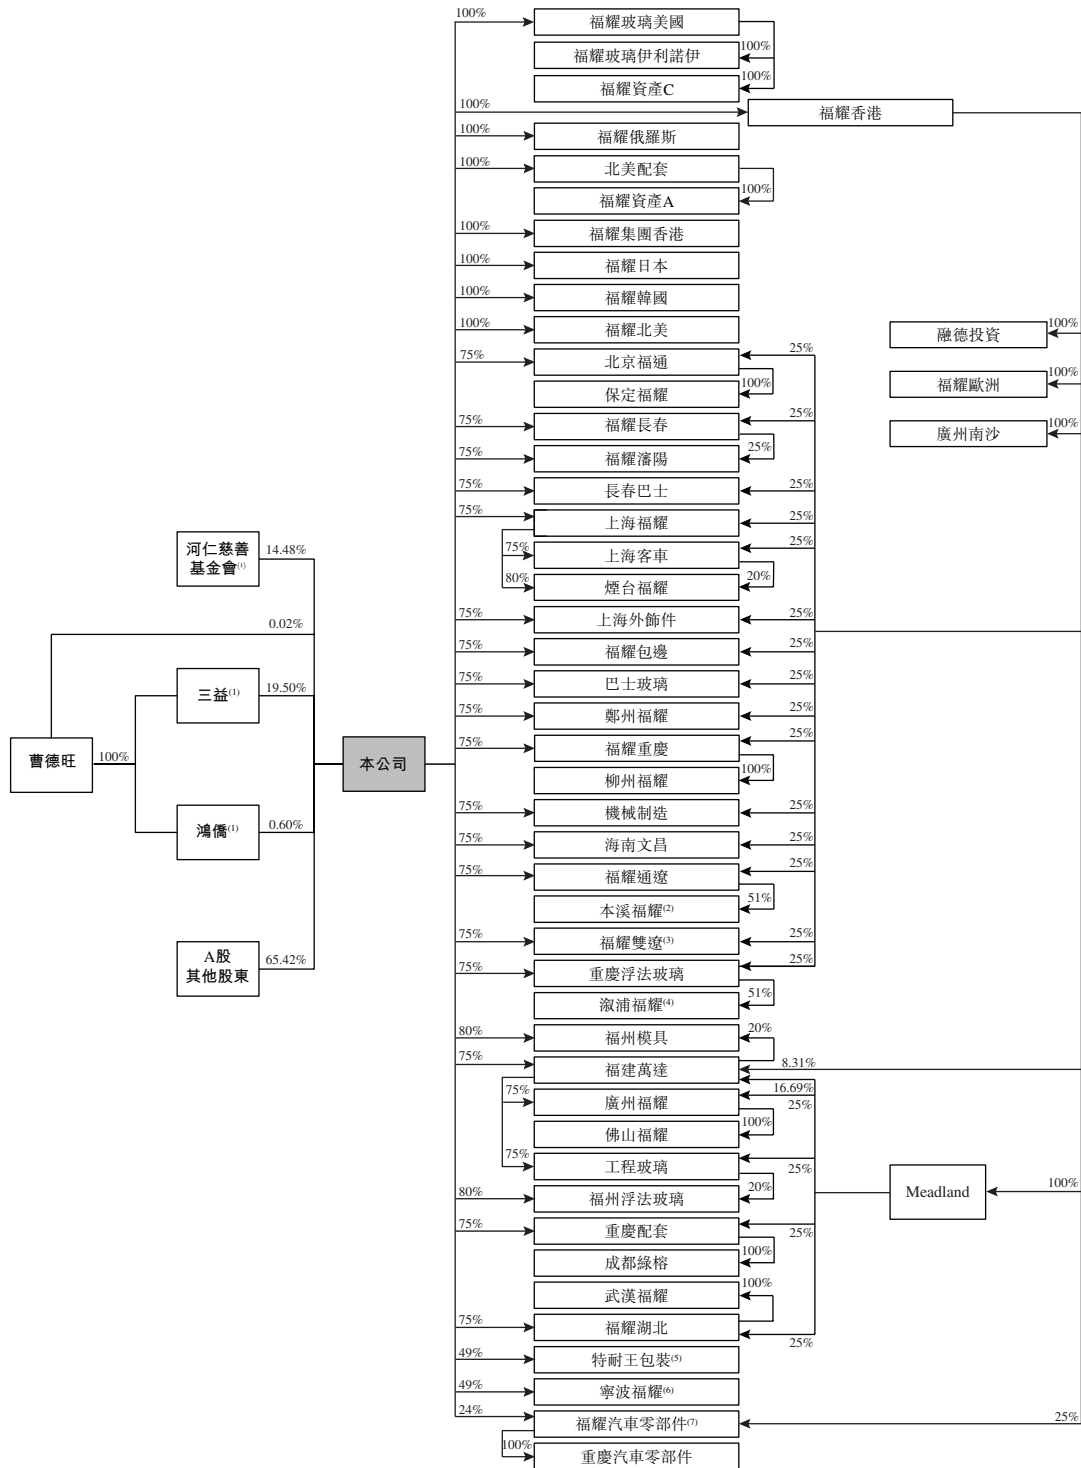 100%
福耀玻璃美國
福耀玻璃伊利諾伊
100%
福耀資產C
100%
100%
福耀香港
100%
福耀俄羅斯
100%
北美配套
福耀資產A
100%
100%
福耀集團香港
100%
福耀日本
100%
福耀韓國
100%
福耀北美
融德投資
100%
75%
北京福通
25%
保定福耀
100%
福耀歐洲
100%
75%
福耀長春
25%
廣州南沙
100%
75%
福耀瀋陽
25%
75%
長春巴士
25%
75%
上海福耀
25%
75%
上海客車
25%
80%
煙台福耀
20%
河仁慈善
基金會(1)
14.48%
0.02%
75%
上海外飾件
25%
75%
福耀包邊
25%
三益(1)
19.50%
75%
巴士玻璃
25%
75%
鄭州福耀
25%
曹德旺
100%
本公司
75%
福耀重慶
25%
柳州福耀
100%
鴻僑(1)
0.60%
75%
機械制造
25%
75%
海南文昌
25%
75%
福耀通遼
25%
本溪福耀(2)
51%
A股
其他股東
65.42%
75%
福耀雙遼(3)
25%
75%
重慶浮法玻璃
25%
溆浦福耀(4)
51%
80%
福州模具
20%
75%
福建萬達
8.31%
16.69%
75%
廣州福耀
25%
佛山福耀
100%
75%
工程玻璃
25%
Meadland
100%
80%
福州浮法玻璃
20%
75%
重慶配套
25%
成都綠榕
100%
武漢福耀
100%
75%
福耀湖北
25%
49%
特耐王包裝(5)
49%
寧波福耀(6)
24%
福耀汽車零部件(7)
25%
100%
重慶汽車零部件